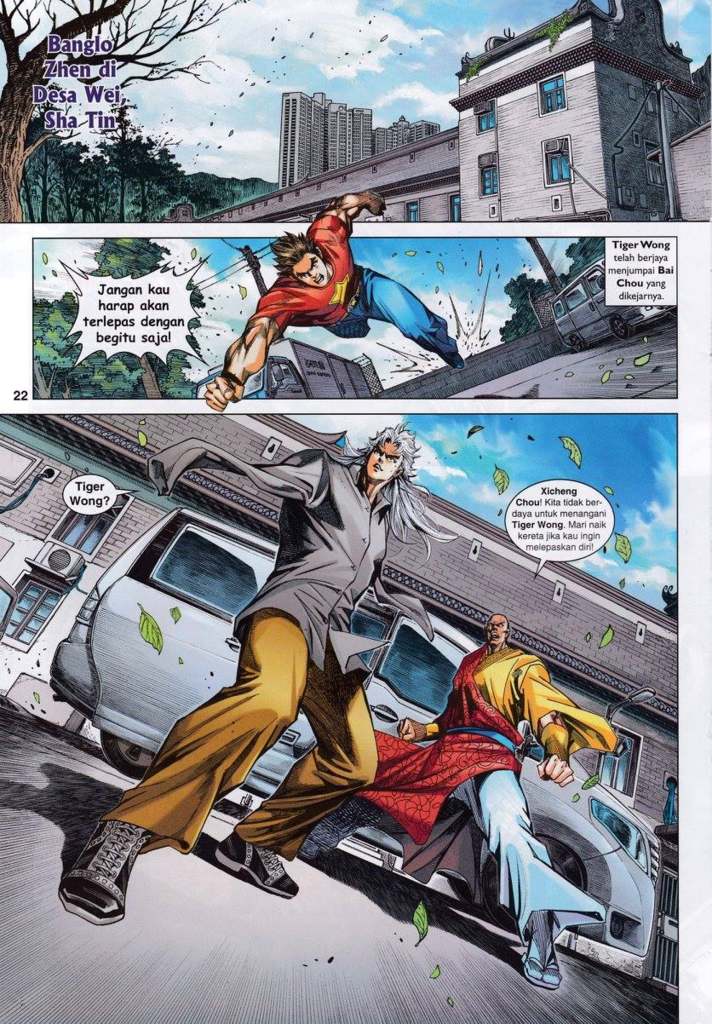 Banglo
Zhen di
Desa Wei,
Sha Tin
Jangan kau
harap akan
terlepas dengan
begitu saja!
Tiger Wong
telah berjaya
menjumpai Bai
Chou yang
dikejarnya.
22
Tiger
Wong?
Xicheng
Chou! Kita tidak ber-
daya untuk menangani
Tiger Wong. Mari naik
kereta jika kau ingin
melepaskan diri!